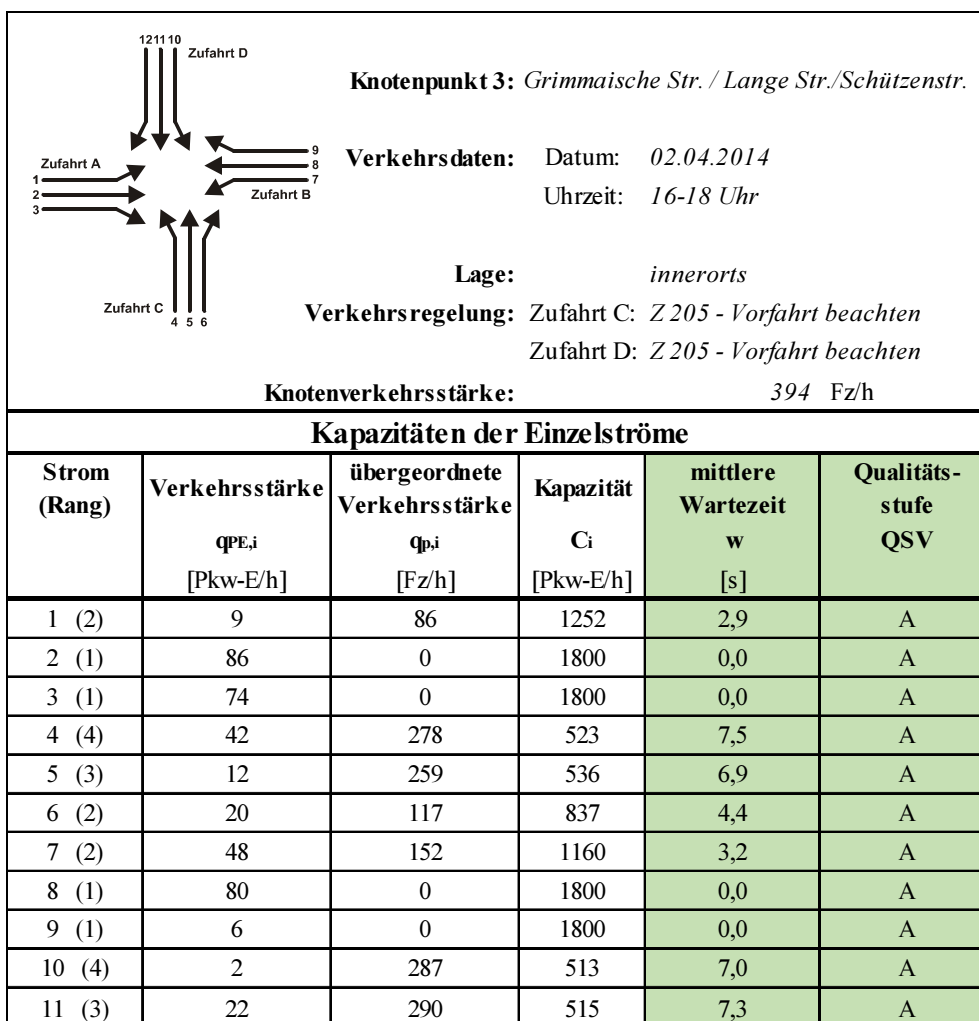 12 11 10
Zufahrt D
Knotenpunkt 3: Grimmaische Str. / Lange Str./Schützenstr.
Zufahrt A
1
2
3
9
8
7
Zufahrt B
Verkehrsdaten: Datum: 02.04.2014
Uhrzeit: 16-18 Uhr
Lage: innerorts
Zufahrt C
4 5 6
Verkehrsregelung: Zufahrt C: Z 205 - Vorfahrt beachten
Zufahrt D: Z 205 - Vorfahrt beachten
Knotenverkehrsstärke: 394 Fz/h
Kapazitäten der Einzelströme
Strom (Rang) Verkehrsstärke übergeordnete Verkehrsstärke Kapazität mittlere Wartezeit Qualitäts-stufe
qPE,i qp,i Ci w QSV
[Pkw-E/h] [Fz/h] [Pkw-E/h] [s]
1 (2) 9 86 1252 2,9 A
2 (1) 86 0 1800 0,0 A
3 (1) 74 0 1800 0,0 A
4 (4) 42 278 523 7,5 A
5 (3) 12 259 536 6,9 A
6 (2) 20 117 837 4,4 A
7 (2) 48 152 1160 3,2 A
8 (1) 80 0 1800 0,0 A
9 (1) 6 0 1800 0,0 A
10 (4) 2 287 513 7,0 A
11 (3) 22 290 515 7,3 A